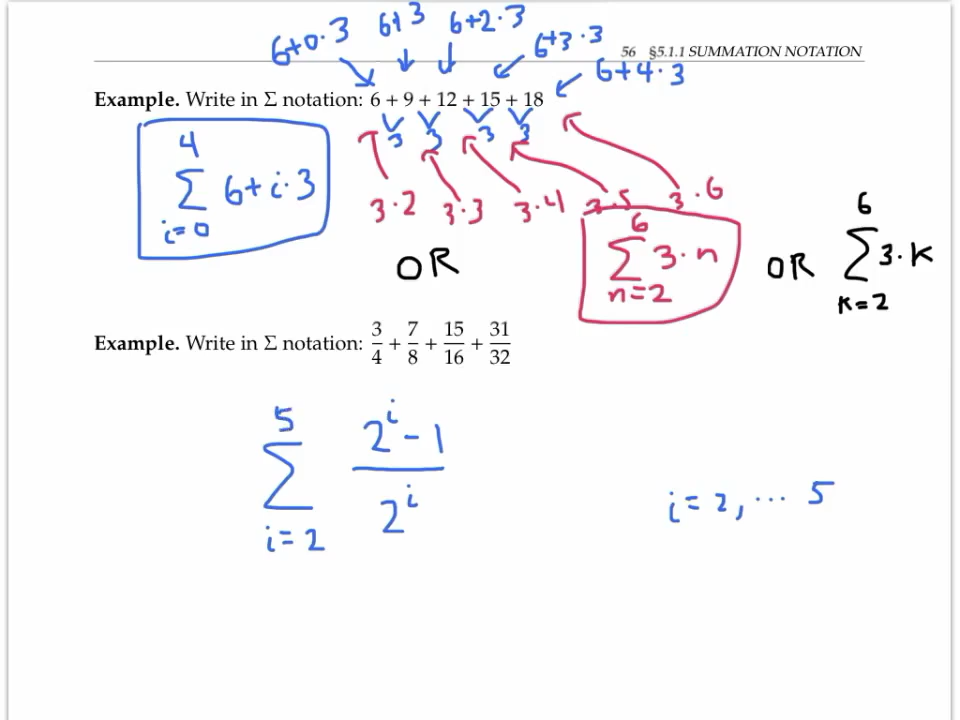 6+0·3 6+3 6+2·3 6+3·3 6+4·3
56 §5.1.1 SUMMATION NOTATION
Example. Write in Σ notation: 6 + 9 + 12 + 15 + 18
3 3 3 3
4
∑ 6+i·3
i=0
3·2 3·3 3·4 3·5 3·6
OR
6
∑ 3·n
n=2
OR
6
∑ 3·k
k=2
Example. Write in Σ notation: 3/4 + 7/8 + 15/16 + 31/32
5
∑ (2^i - 1)/(2^i)
i=2
i=2, ... 5